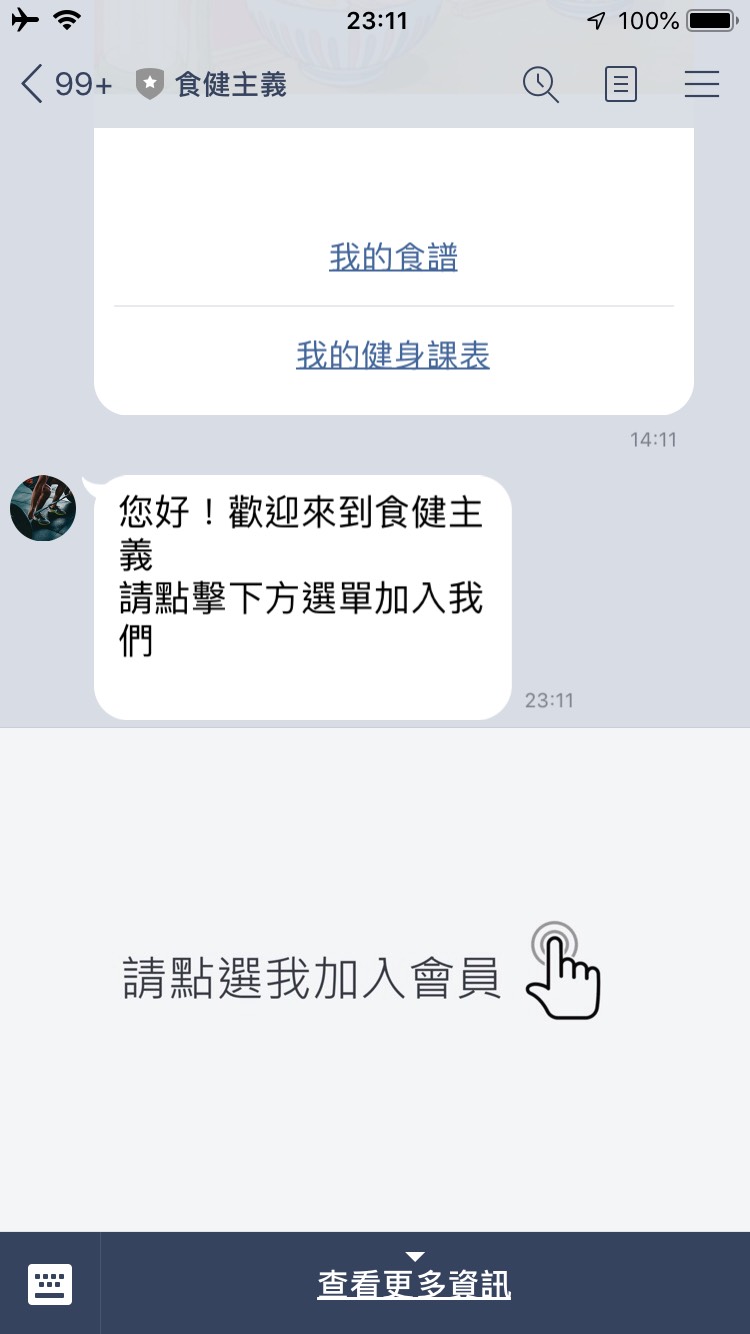 23:11
100%
99+ 食健主義
我的食譜
我的健身課表
14:11
您好！歡迎來到食健主
義
請點擊下方選單加入我
們
23:11
請點選我加入會員
查看更多資訊